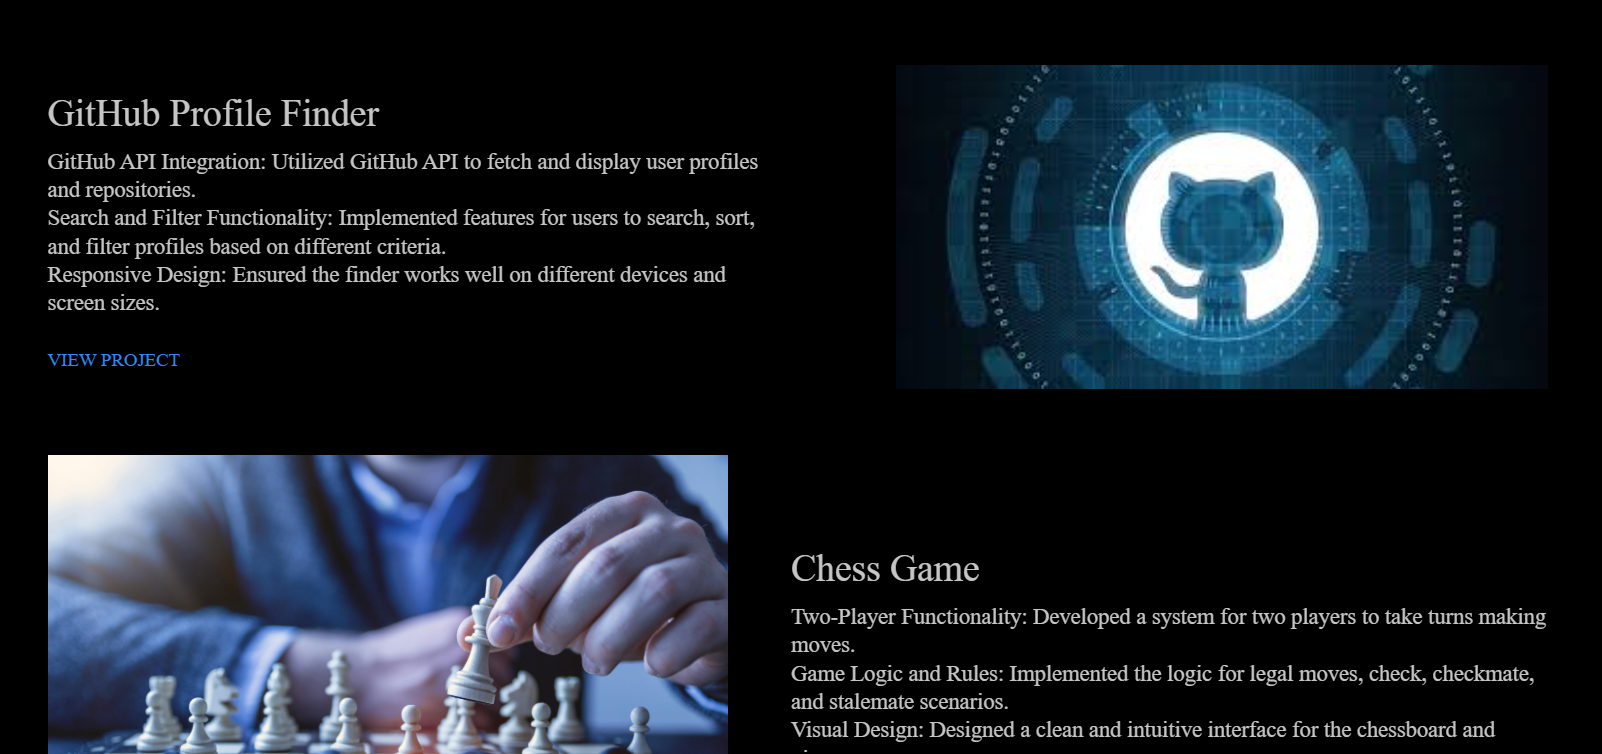 GitHub Profile Finder
GitHub API Integration: Utilized GitHub API to fetch and display user profiles
and repositories.
Search and Filter Functionality: Implemented features for users to search, sort,
and filter profiles based on different criteria.
Responsive Design: Ensured the finder works well on different devices and
screen sizes.
VIEW PROJECT
Chess Game
Two-Player Functionality: Developed a system for two players to take turns making
moves.
Game Logic and Rules: Implemented the logic for legal moves, check, checkmate,
and stalemate scenarios.
Visual Design: Designed a clean and intuitive interface for the chessboard and